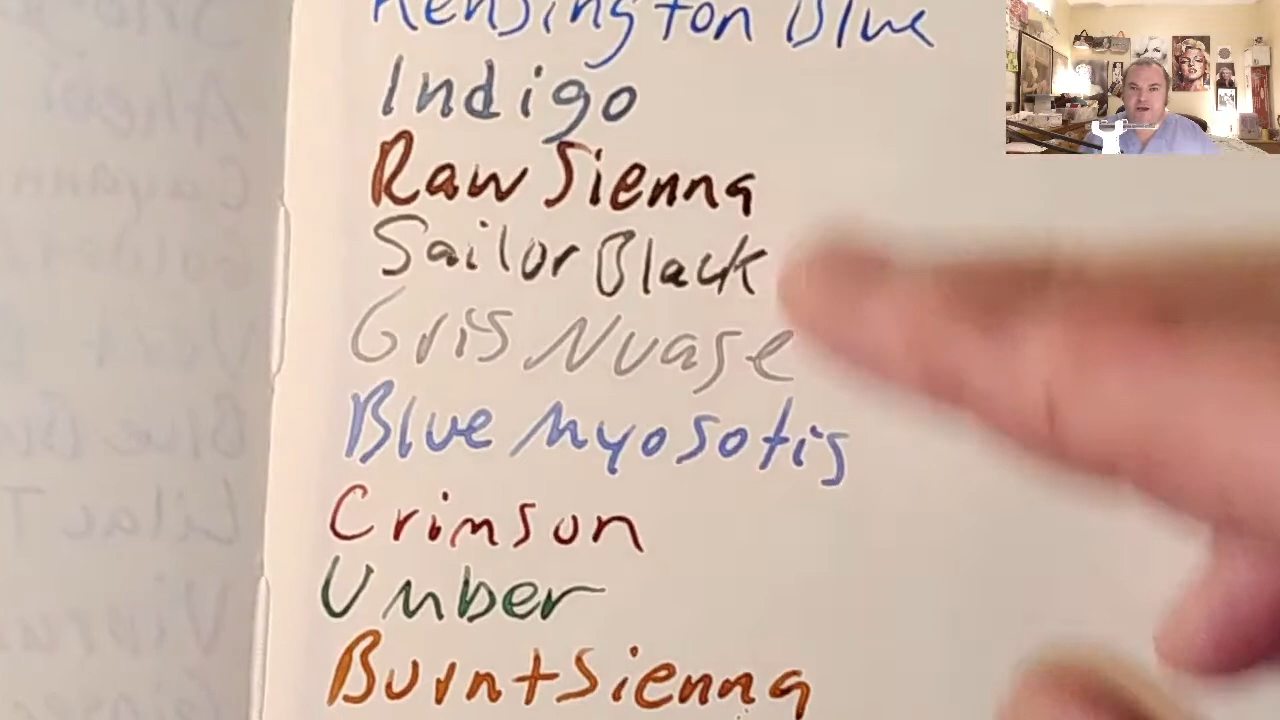 Kensington Blue
Indigo
Raw Sienna
Sailor Black
Gris Nuage
Blue Myosotis
Crimson
Umber
Burnt Sienna